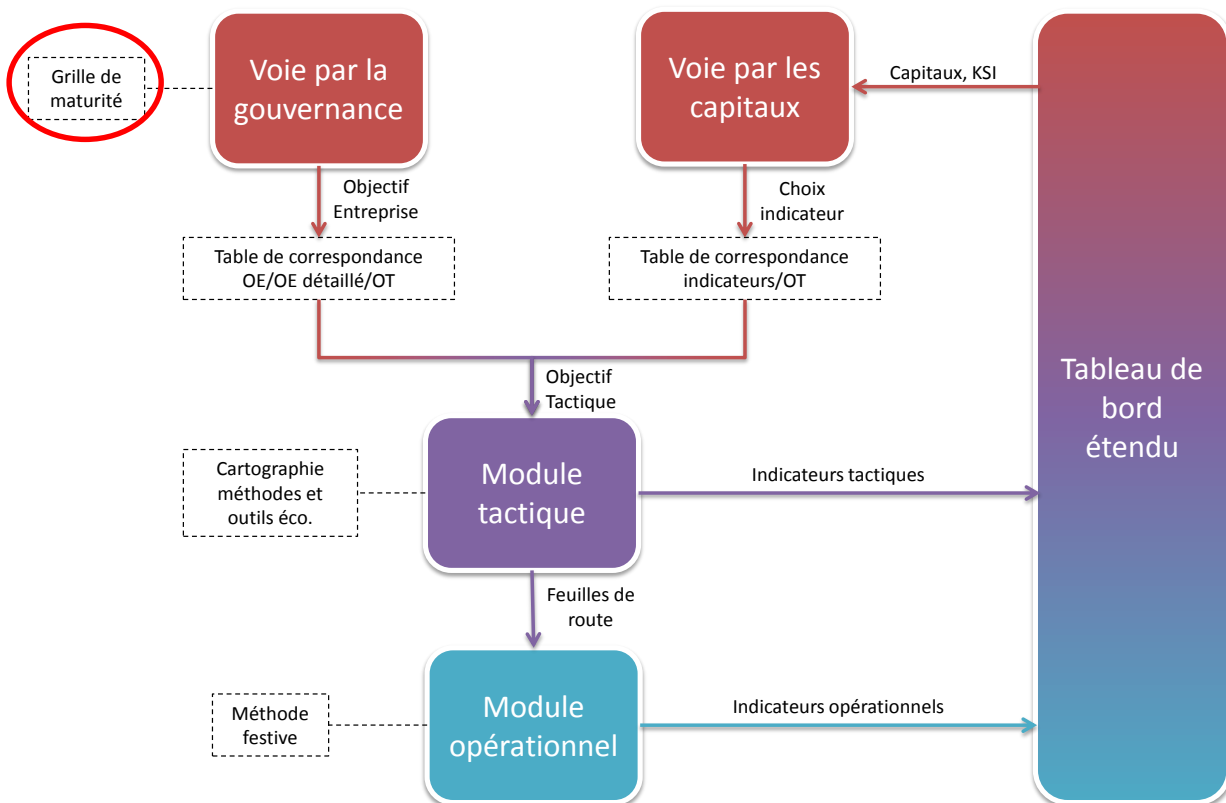 Grille de
maturité
Voie par la
gouvernance
Voie par les
capitaux
Capitaux, KSI
Objectif
Entreprise
Choix
indicateur
Table de correspondance
OE/OE détaillé/OT
Table de correspondance
indicateurs/OT
Objectif
Tactique
Tableau de
bord
étendu
Cartographie
méthodes et
outils éco.
Module
tactique
Indicateurs tactiques
Feuilles de
route
Méthode
festive
Module
opérationnel
Indicateurs opérationnels